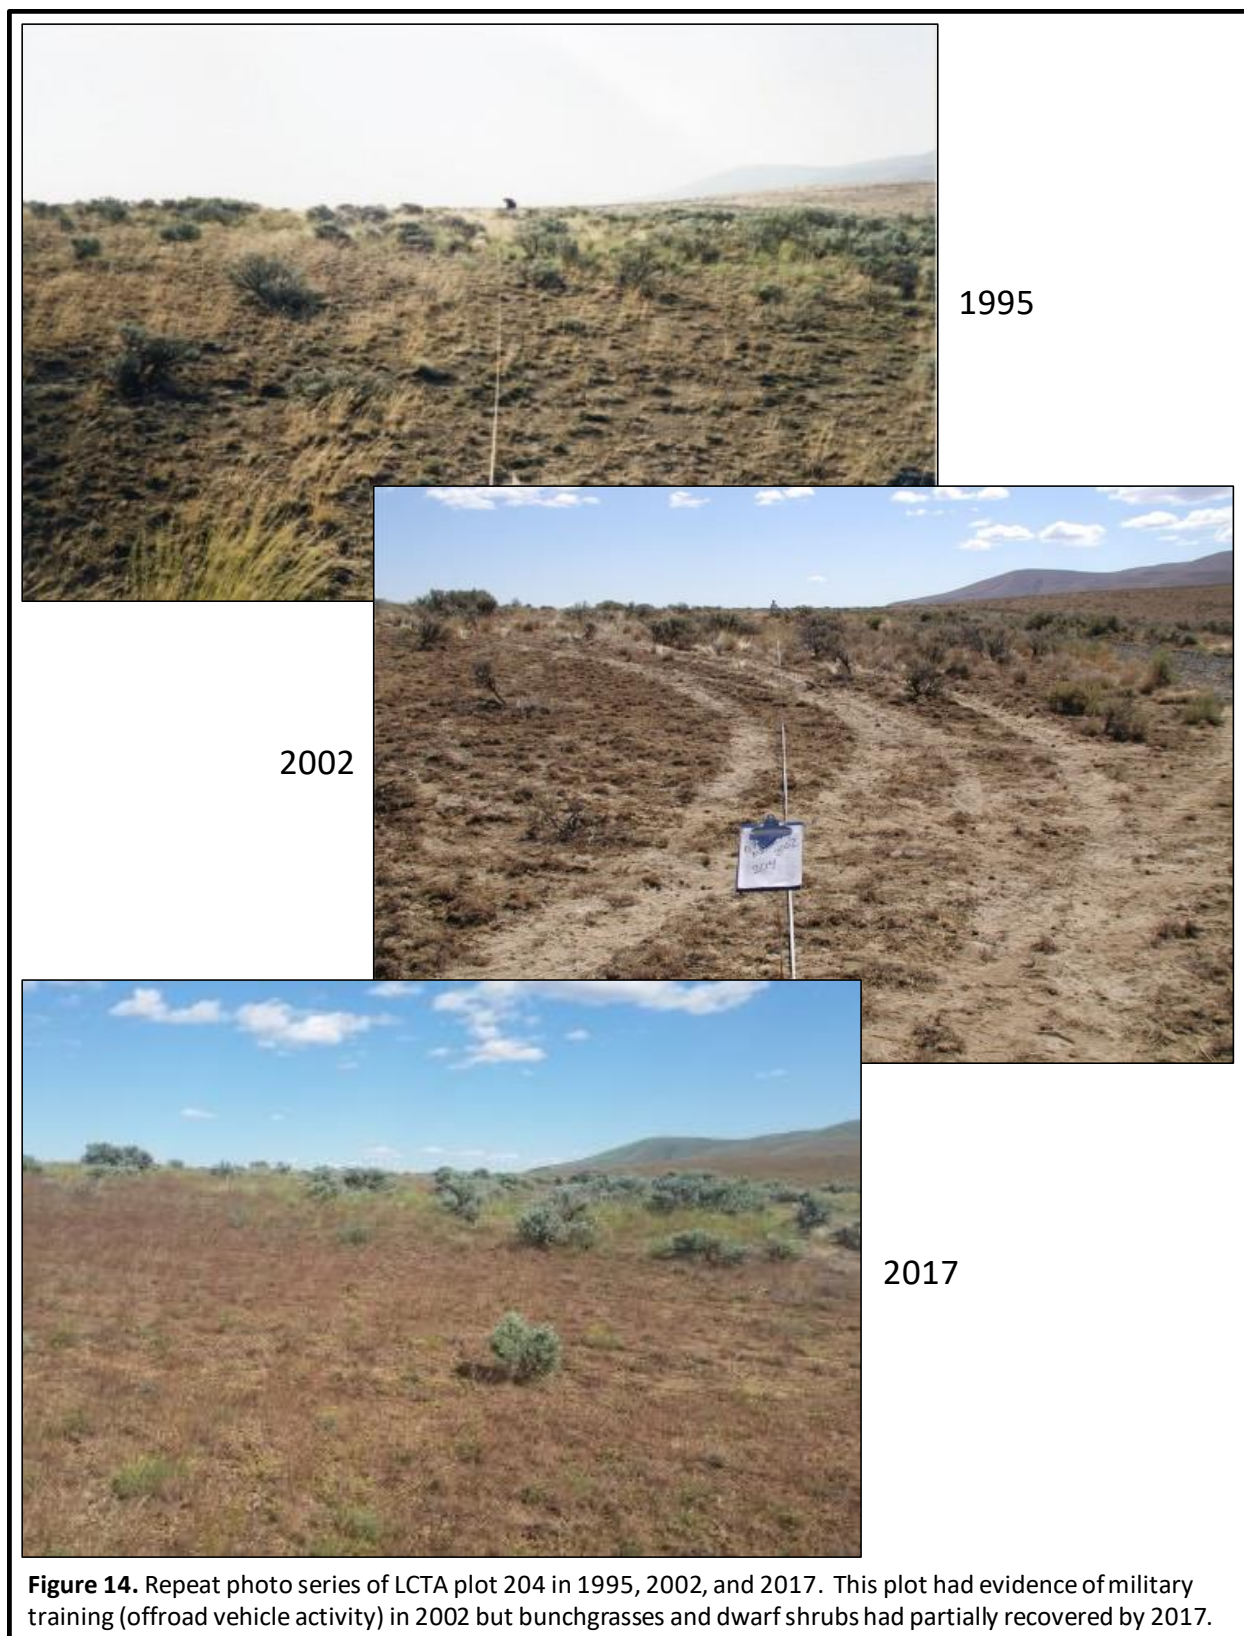 1995
2002
204
2017
Figure 14. Repeat photo series of LCTA plot 204 in 1995, 2002, and 2017. This plot had evidence of military
training (offroad vehicle activity) in 2002 but bunchgrasses and dwarf shrubs had partially recovered by 2017.